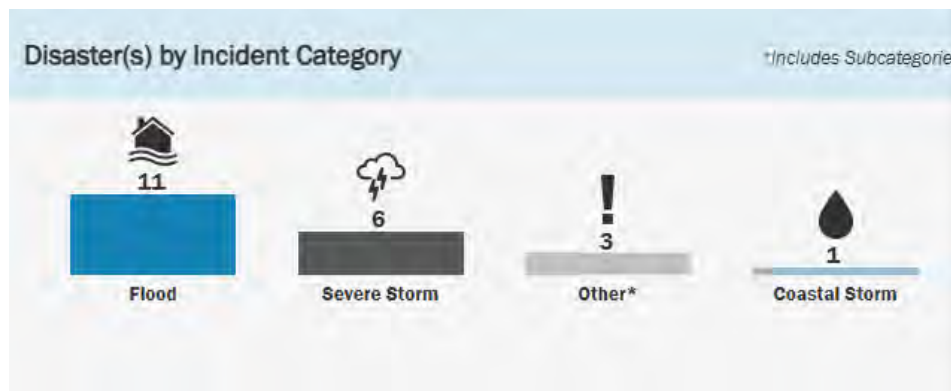 Disaster(s) by Incident Category
*Includes Subcategorie
11
6
3
1
Flood
Severe Storm
Other*
Coastal Storm